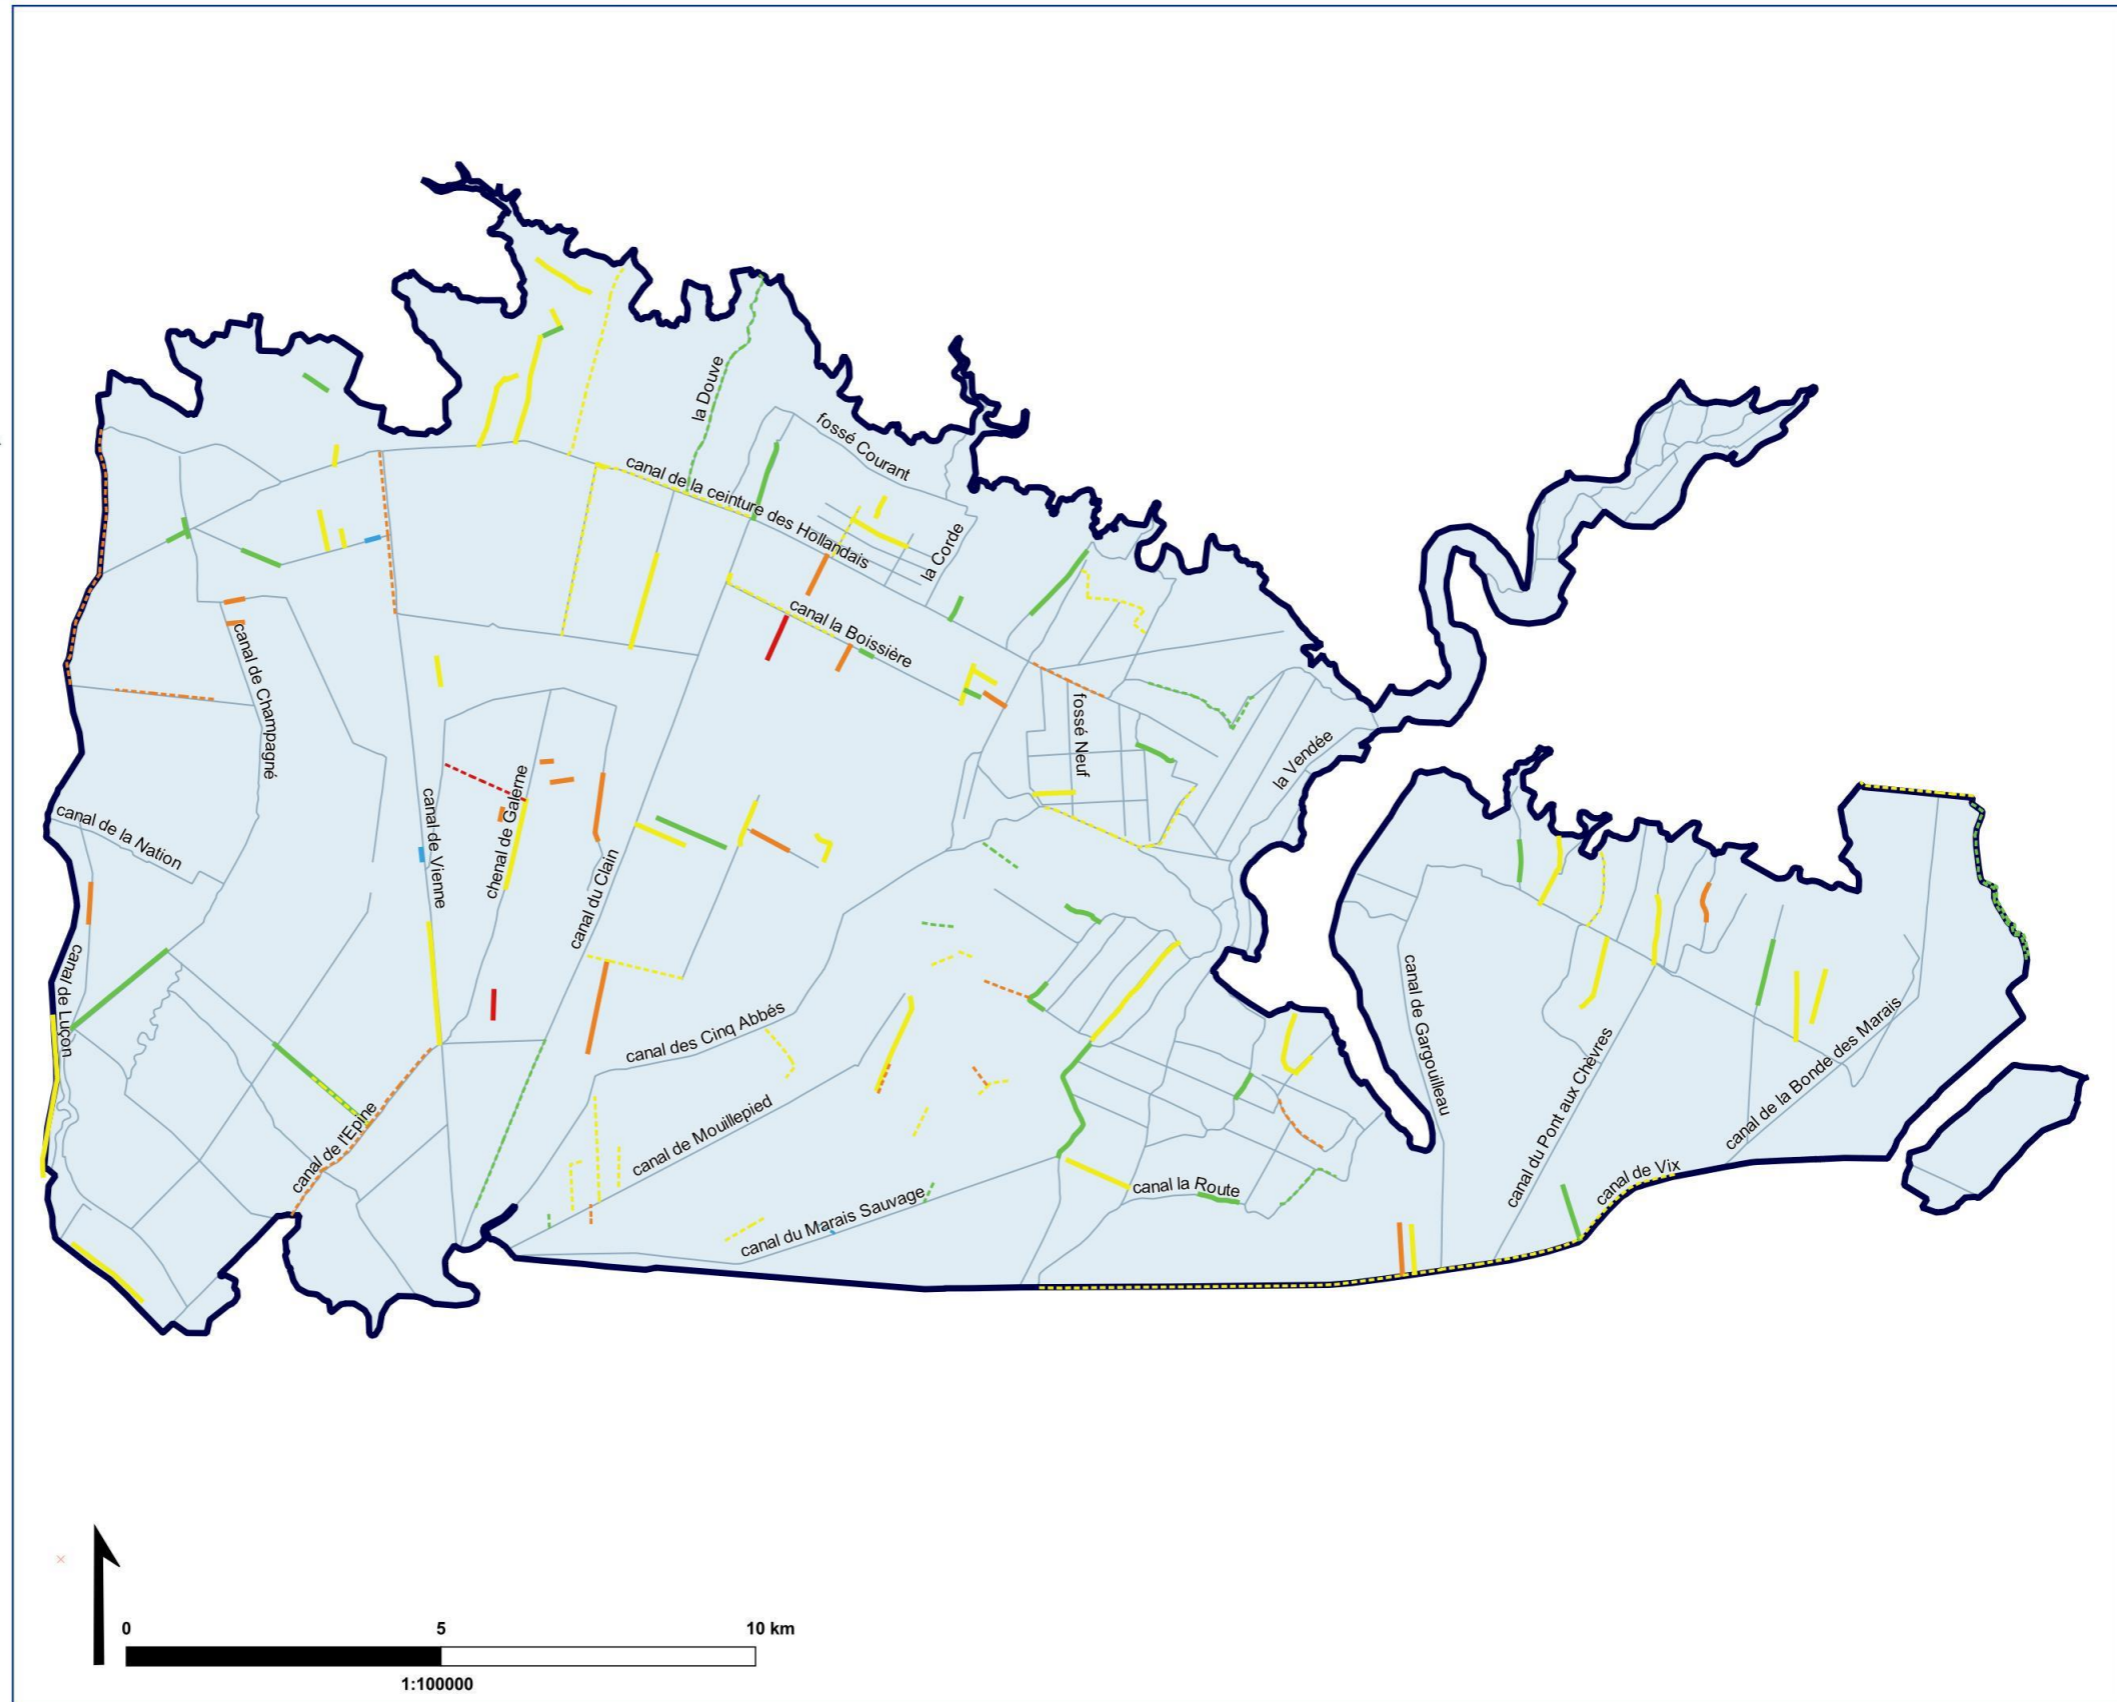 la Douve
fossé Courant
canal de la ceinture des Hollandais
la Corde
canal la Boissière
canal de Champagné
fossé Neuf
la Vendée
canal de la Nation
canal de Vienne
chenal de Galerne
canal du Clain
canal de Luçon
canal des Cinq Abbés
canal de Gargouilleau
canal du Pont aux Chèvres
canal de la Bonde des Marais
canal de l'Epine
canal de Mouillepied
canal la Route
canal de Vix
canal du Marais Sauvage
0 5 10 km
1:100000